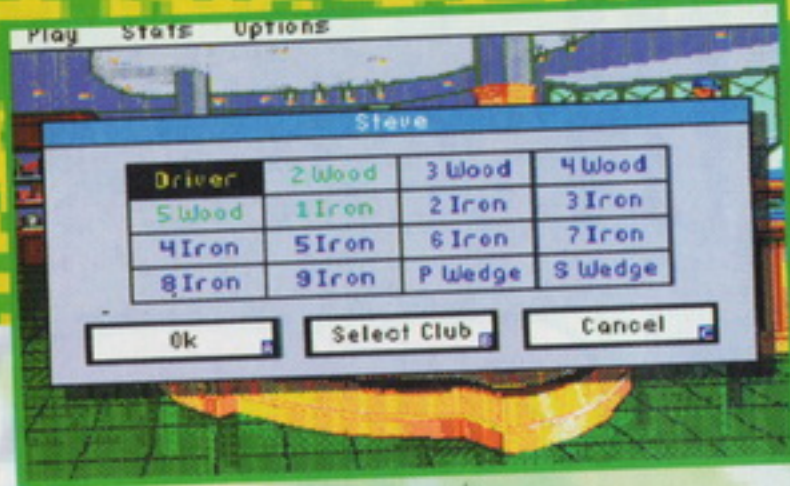 Play Stats Options
Steve
Driver 2 Wood 3 Wood 4 Wood
5 Wood 1 Iron 2 Iron 3 Iron
4 Iron 5 Iron 6 Iron 7 Iron
8 Iron 9 Iron P Wedge S Wedge
Ok Select Club Cancel